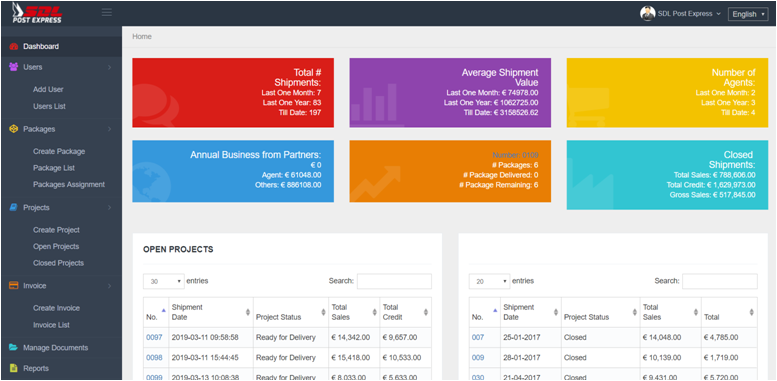 SDL
POST EXPRESS
SDL Post Express
English
Dashboard
Users
Add User
Users List
Packages
Create Package
Package List
Packages Assignment
Projects
Create Project
Open Projects
Closed Projects
Invoice
Create Invoice
Invoice List
Manage Documents
Reports
Home
Total #
Shipments:
Last One Month: 7
Last One Year: 83
Till Date: 197
Average Shipment
Value
Last One Month: € 74978.00
Last One Year: € 1062725.00
Till Date: € 3158526.62
Number of
Agents:
Last One Month: 2
Last One Year: 3
Till Date: 4
Annual Business from Partners:
€ 0
Agent: € 61048.00
Others: € 886108.00
Number: 0109
# Packages: 6
# Package Delivered: 0
# Package Remaining: 6
Closed
Shipments:
Total Sales: € 788,606.00
Total Credit: € 1,629,973.00
Gross Sales: € 517,845.00
OPEN PROJECTS
30 entries
Search:
No. Shipment Date Project Status Total Sales Total Credit
0097 2019-03-11 09:58:58 Ready for Delivery € 14,342.00 € 9,657.00
0098 2019-03-11 15:44:45 Ready for Delivery € 15,418.00 € 10,533.00
0099 2019-03-13 10:08:38 Ready for Delivery € 8,033.00 € 5,633.00
20 entries
Search:
No. Shipment Date Project Status Total Sales Total
007 25-01-2017 Closed € 14,048.00 € 4,785.00
009 28-01-2017 Closed € 10,139.00 € 1,719.00
030 21-04-2017 Closed € 9,431.00 € 5,720.00